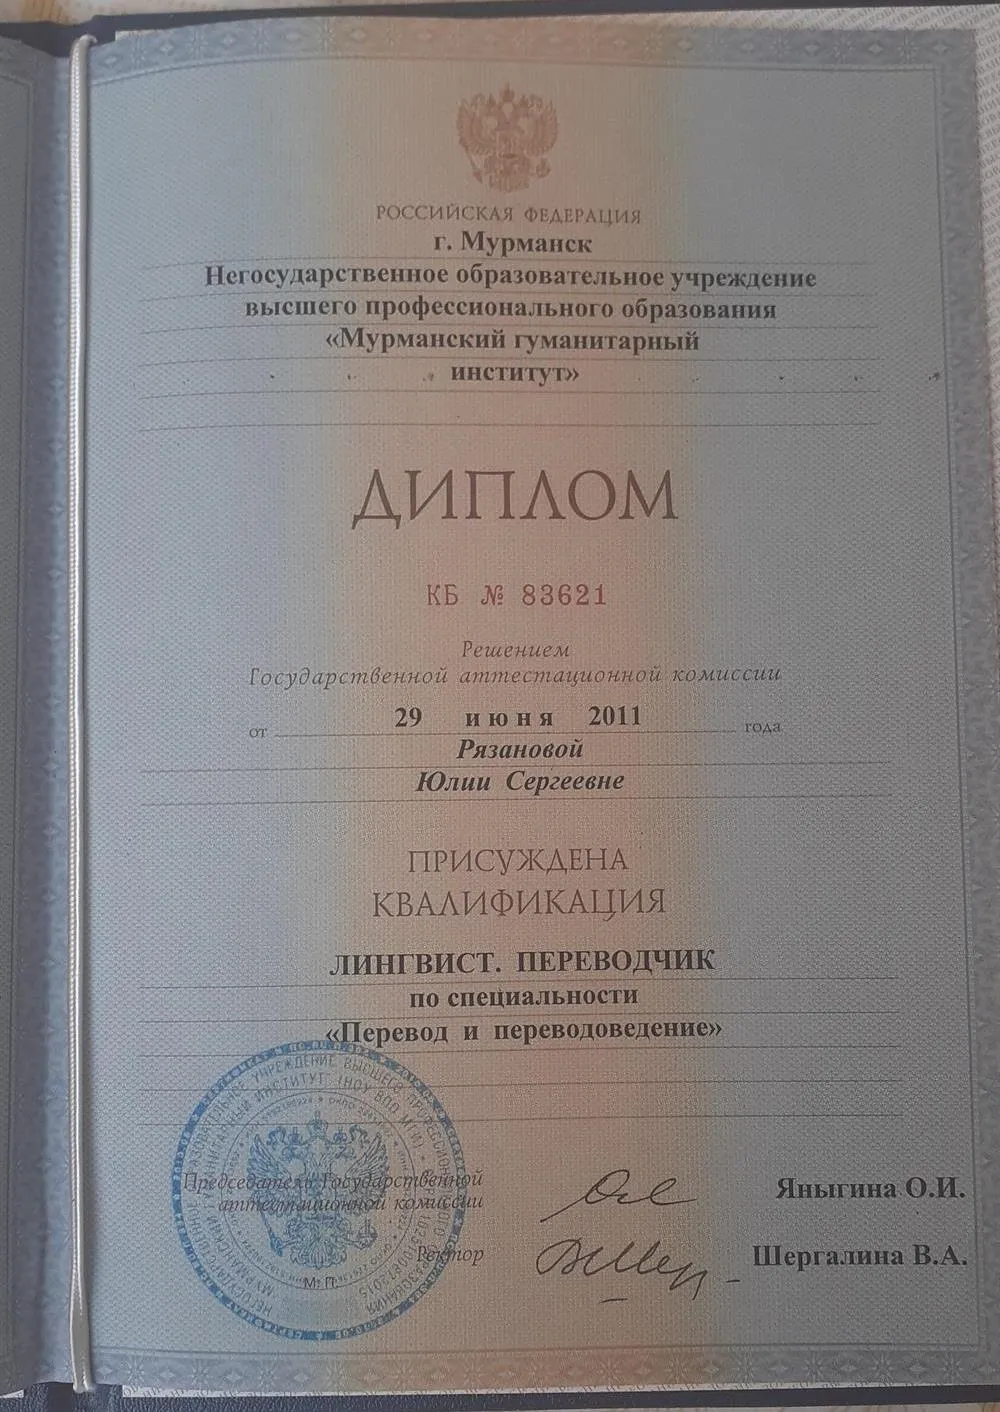 РОССИЙСКАЯ ФЕДЕРАЦИЯ
г. Мурманск
Негосударственное образовательное учреждение
высшего профессионального образования
«Мурманский гуманитарный
институт»
ДИПЛОМ
КБ № 83621
Решением
Государственной аттестационной комиссии
от 29 июня 2011 года
Рязановой
Юлии Сергеевне
ПРИСУЖДЕНА
КВАЛИФИКАЦИЯ
ЛИНГВИСТ. ПЕРЕВОДЧИК
по специальности
«Перевод и переводоведение»
Председатель Государственной
аттестационной комиссии
Яныгина О.И.
Ректор
Шергалина В.А.
М. П.